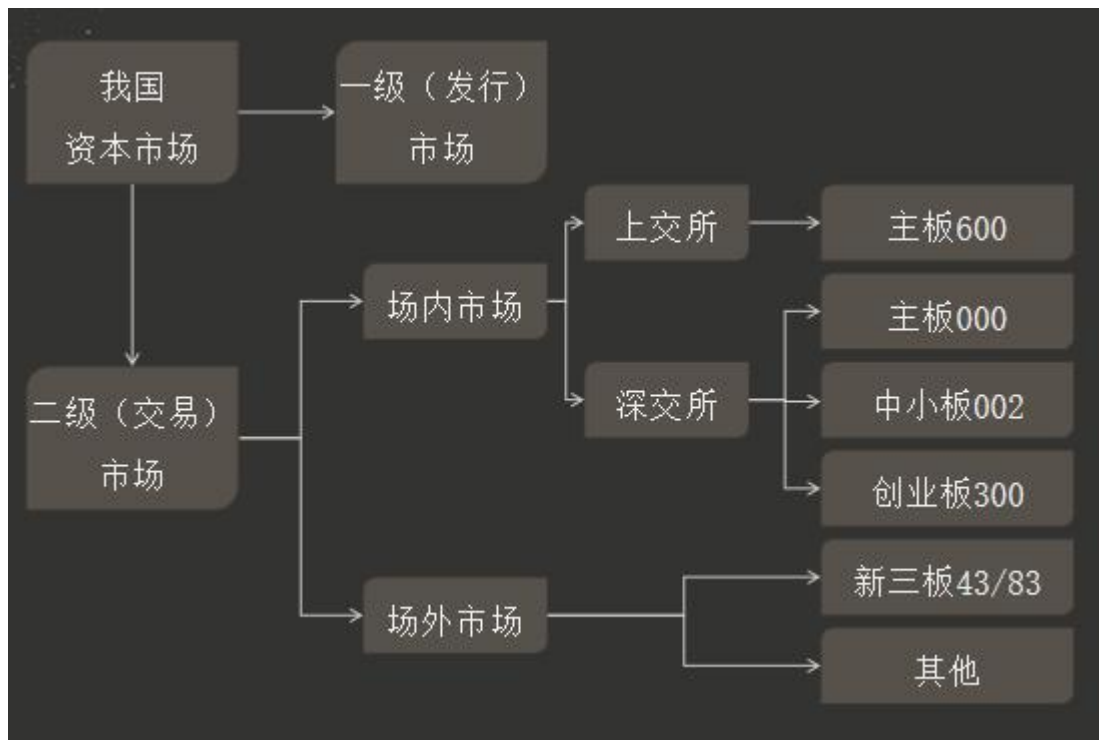 我国
资本市场
一级（发行）
市场
上交所
主板600
场内市场
主板000
二级（交易）
市场
深交所
中小板002
创业板300
场外市场
新三板43/83
其他